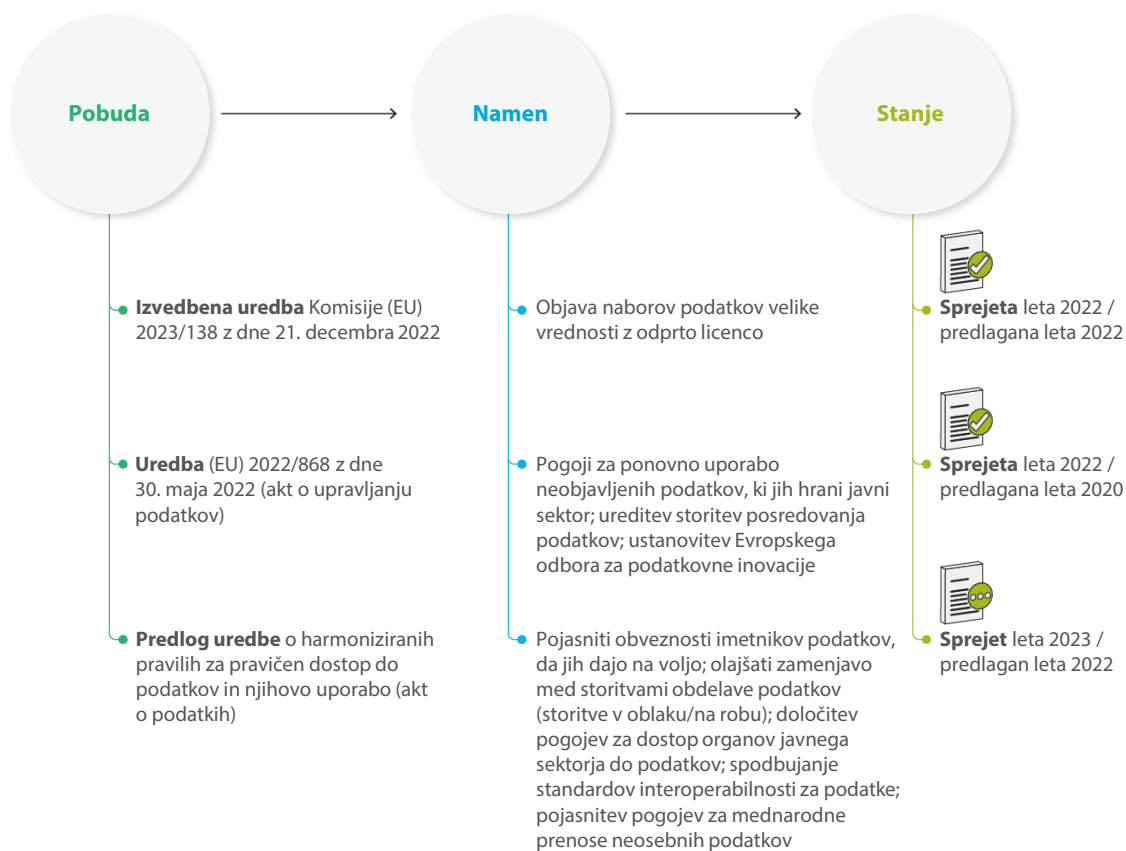 Pobuda
Namen
Stanje
Izvedbena uredba Komisije (EU)
2023/138 z dne 21. decembra 2022
Objava naborov podatkov velike
vrednosti z odprto licenco
Sprejeta leta 2022 /
predlagana leta 2022
Uredba (EU) 2022/868 z dne
30. maja 2022 (akt o upravljanju
podatkov)
Pogoji za ponovno uporabo
neobjavljenih podatkov, ki jih hrani javni
sektor; ureditev storitev posredovanja
podatkov; ustanovitev Evropskega
odbora za podatkovne inovacije
Sprejeta leta 2022 /
predlagana leta 2020
Predlog uredbe o harmoniziranih
pravilih za pravičen dostop do
podatkov in njihovo uporabo (akt
o podatkih)
Pojasniti obveznosti imetnikov podatkov,
da jih dajo na voljo; olajšati zamenjavo
med storitvami obdelave podatkov
(storitve v oblaku/na robu); določitev
pogojev za dostop organov javnega
sektorja do podatkov; spodbujanje
standardov interoperabilnosti za podatke;
pojasnitev pogojev za mednarodne
prenose neosebnih podatkov
Sprejet leta 2023 /
predlagan leta 2022